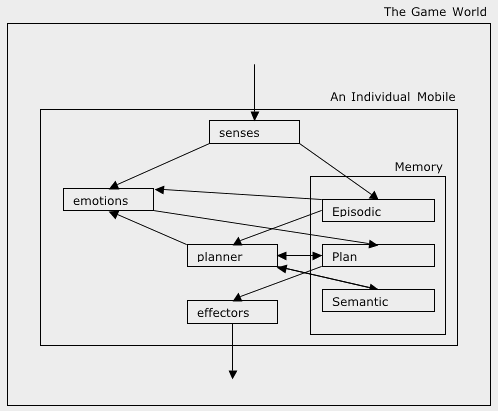 The Game World
An Individual Mobile
senses
Memory
emotions
Episodic
planner
Plan
Semantic
effectors